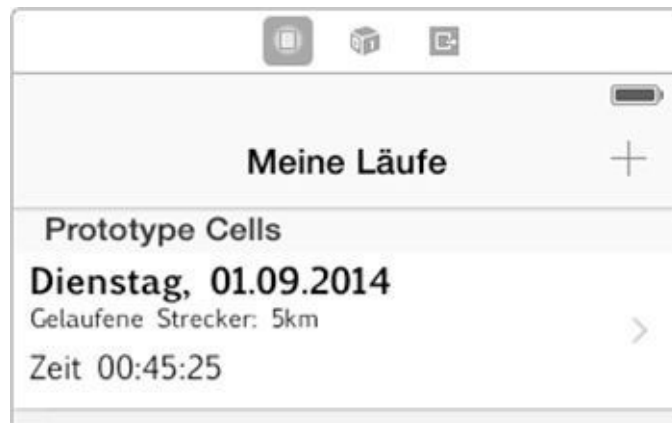 Meine Läufe
Prototype Cells
Dienstag, 01.09.2014
Gelaufene Strecker: 5km
Zeit 00:45:25